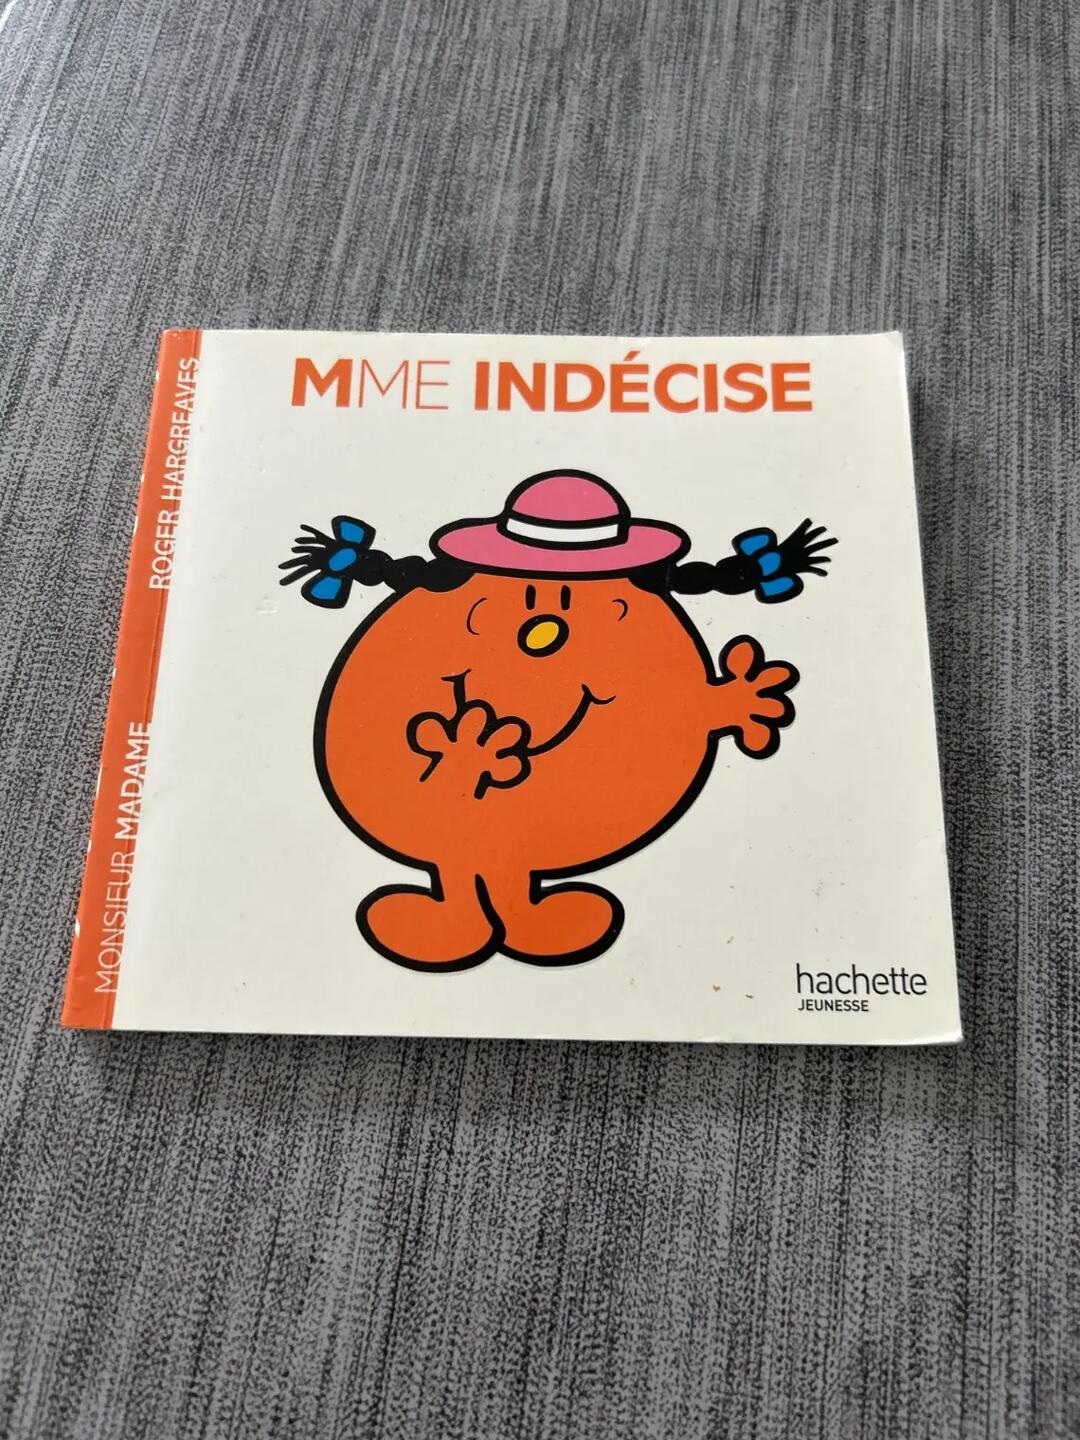 MME INDÉCISE
ROGER HARGREAVES
MONSIEUR MADAME
hachette
JEUNESSE